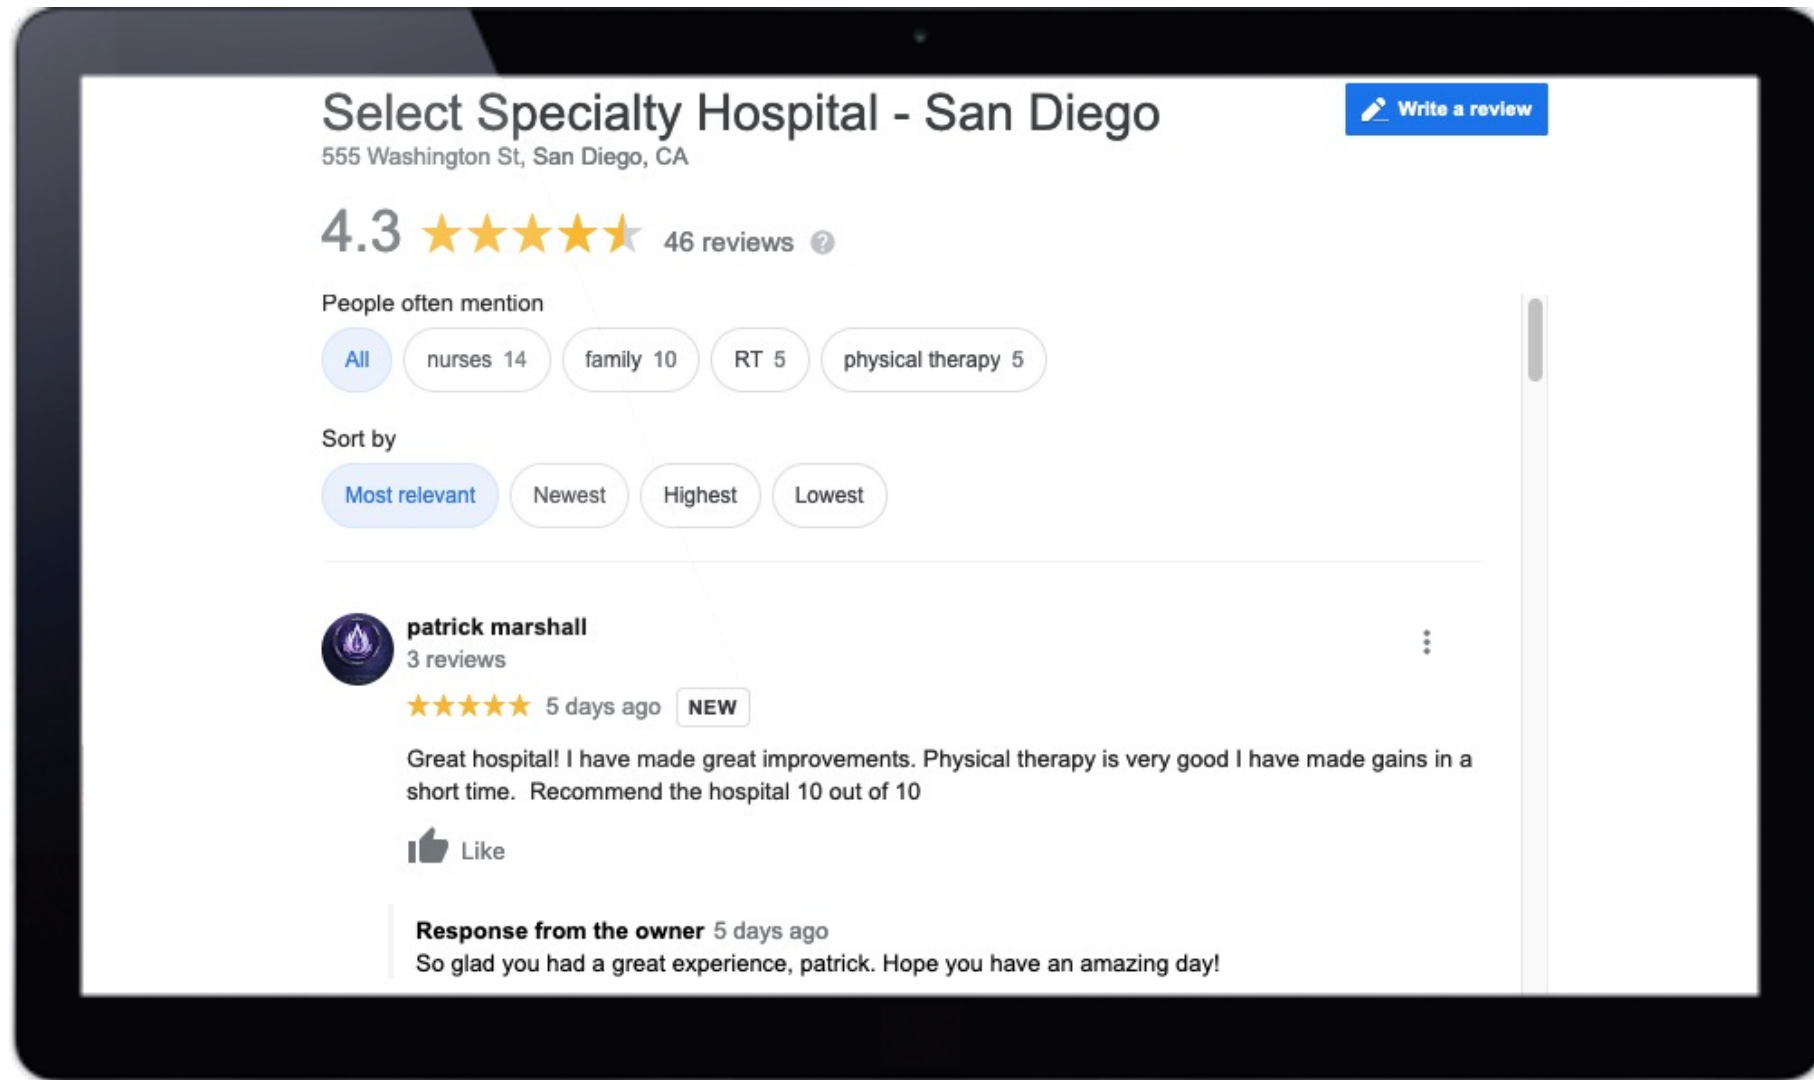 Select Specialty Hospital - San Diego
Write a review
555 Washington St, San Diego, CA
4.3 46 reviews ?
People often mention
All nurses 14 family 10 RT 5 physical therapy 5
Sort by
Most relevant Newest Highest Lowest
patrick marshall
3 reviews
5 days ago NEW
Great hospital! I have made great improvements. Physical therapy is very good I have made gains in a
short time.  Recommend the hospital 10 out of 10
Like
Response from the owner 5 days ago
So glad you had a great experience, patrick. Hope you have an amazing day!